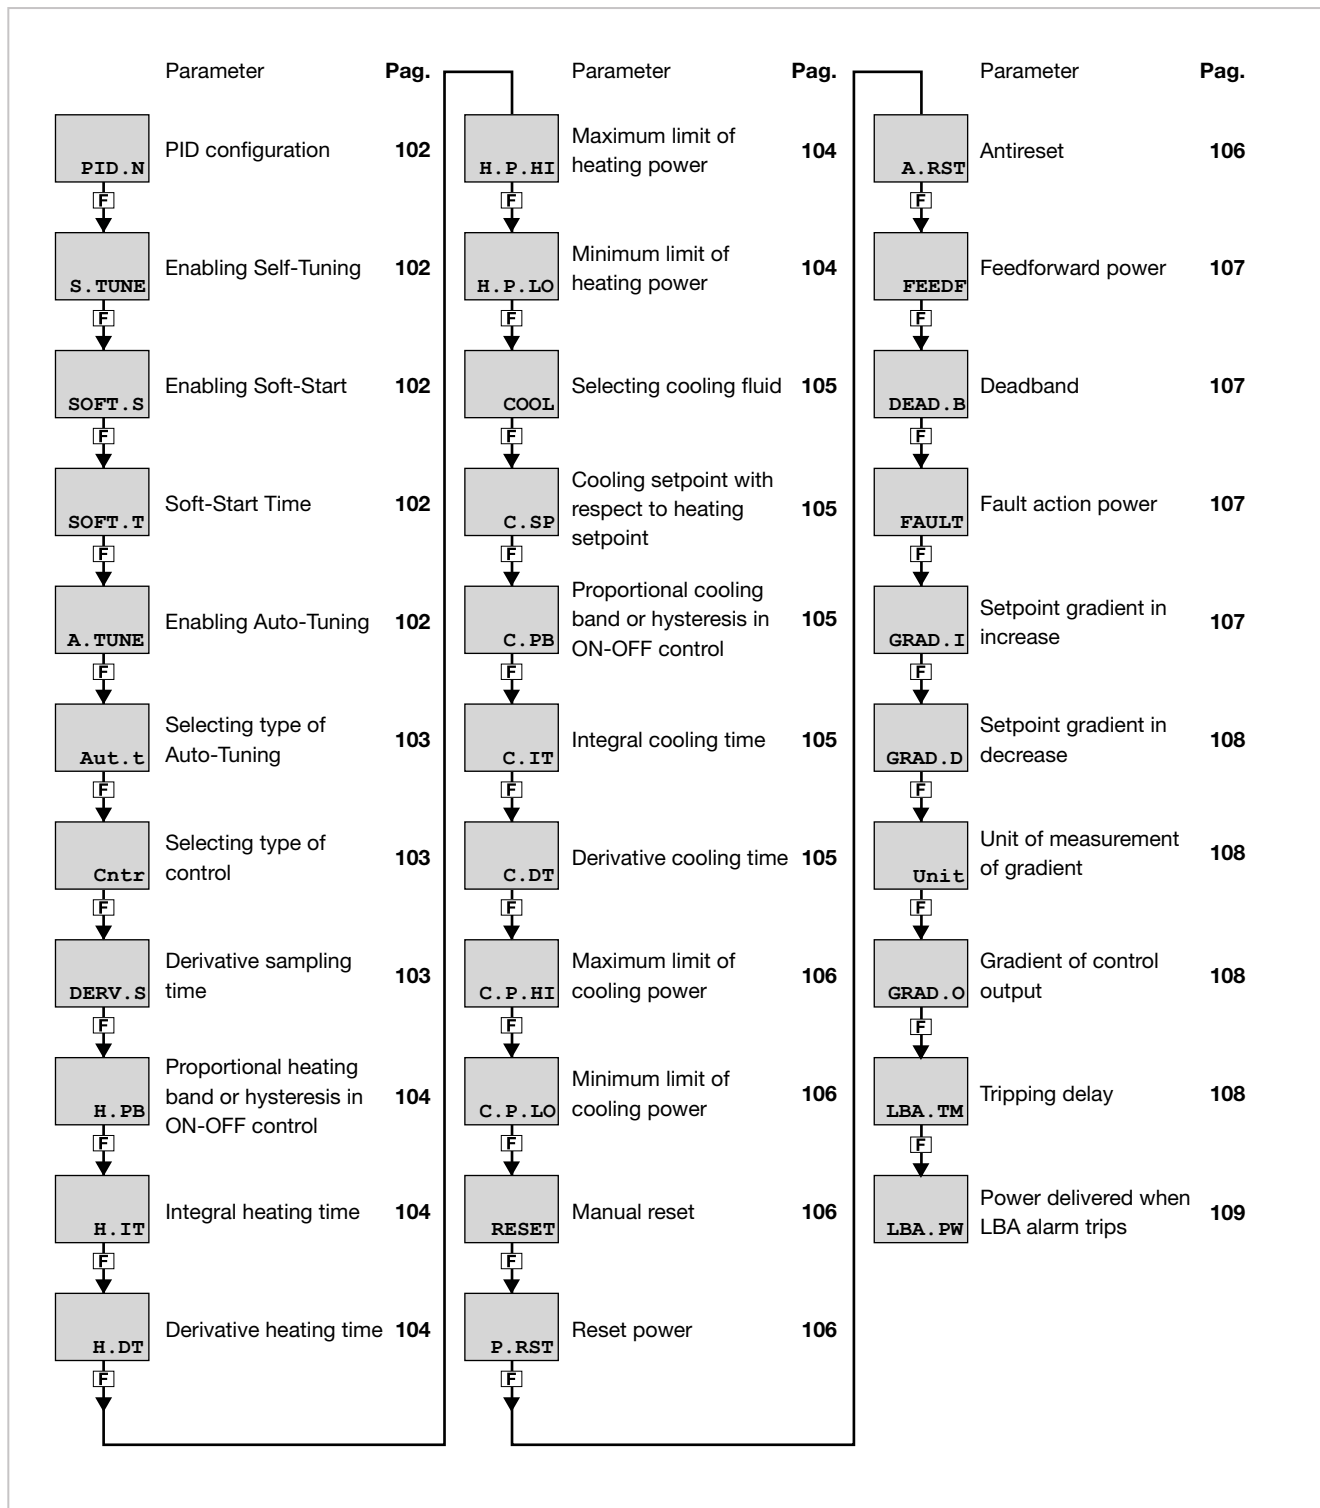 Parameter Pag.
PID.N PID configuration 102
F
S.TUNE Enabling Self-Tuning 102
F
SOFT.S Enabling Soft-Start 102
F
SOFT.T Soft-Start Time 102
F
A.TUNE Enabling Auto-Tuning 102
F
Selecting type of
Aut.t Auto-Tuning 103
F
Selecting type of
Cntr control 103
F
Derivative sampling
DERV.S time 103
F
Proportional heating
H.PB band or hysteresis in 104
ON-OFF control
F
H.IT Integral heating time 104
F
H.DT Derivative heating time 104
F
Parameter Pag.
Maximum limit of
H.P.HI heating power 104
F
Minimum limit of
H.P.LO heating power 104
F
COOL Selecting cooling fluid 105
F
Cooling setpoint with
C.SP respect to heating 105
setpoint
F
Proportional cooling
C.PB band or hysteresis in 105
ON-OFF control
F
C.IT Integral cooling time 105
F
C.DT Derivative cooling time 105
F
Maximum limit of
C.P.HI cooling power 106
F
Minimum limit of
C.P.LO cooling power 106
F
RESET Manual reset 106
F
P.RST Reset power 106
F
Parameter Pag.
A.RST Antireset 106
F
FEEDF Feedforward power 107
F
DEAD.B Deadband 107
F
FAULT Fault action power 107
F
Setpoint gradient in
GRAD.I increase 107
F
Setpoint gradient in
GRAD.D decrease 108
F
Unit of measurement
Unit of gradient 108
F
Gradient of control
GRAD.O output 108
F
LBA.TM Tripping delay 108
F
Power delivered when
LBA.PW LBA alarm trips 109